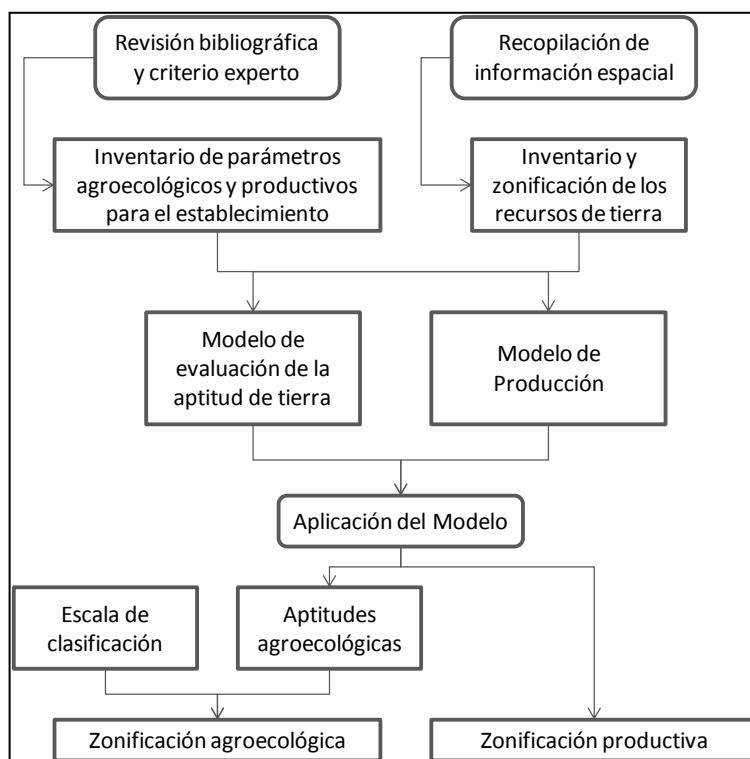 Revisión bibliográfica
y criterio experto
Recopilación de
información espacial
Inventario de parámetros
agroecológicos y productivos
para el establecimiento
Inventario y
zonificación de los
recursos de tierra
Modelo de
evaluación de la
aptitud de tierra
Modelo de
Producción
Aplicación del Modelo
Escala de
clasificación
Aptitudes
agroecológicas
Zonificación agroecológica
Zonificación productiva